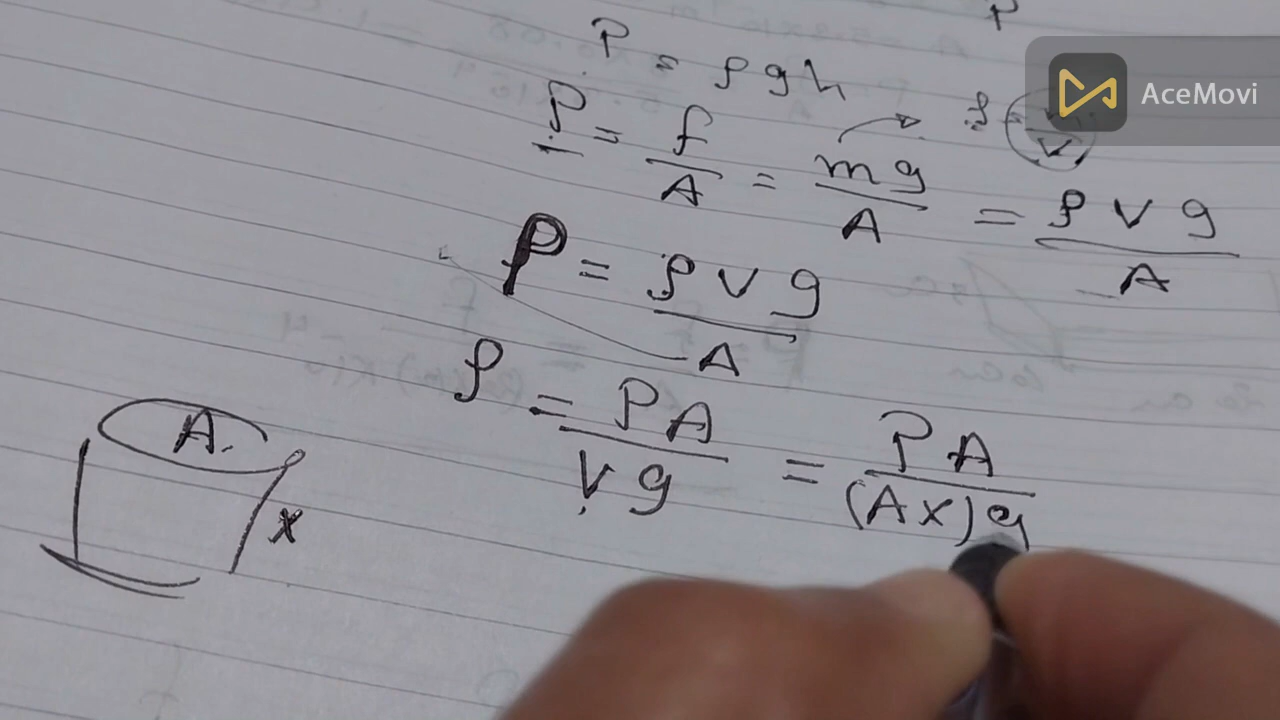 P
P = ρgh
AceMovi
P = f/A = mg/A → ρ = /V = ρVg/A
P = ρVg/A
ρ = PA/Vg = PA/(Ax)g
A.
x